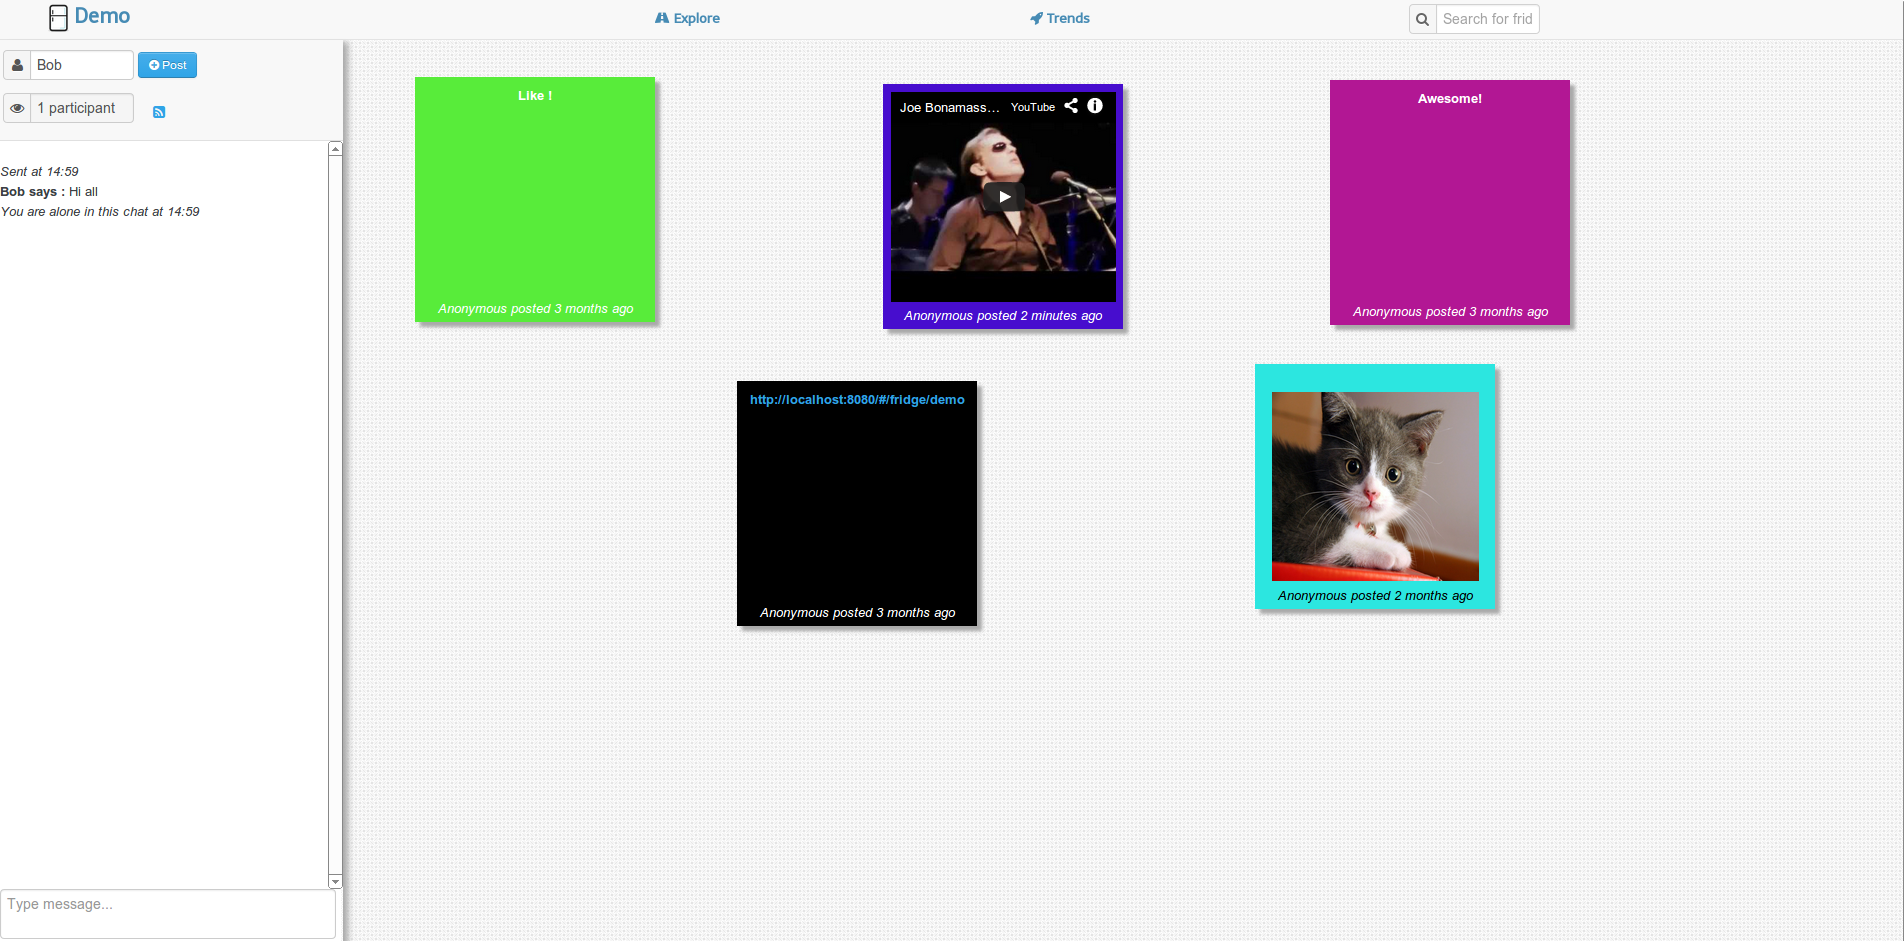 Demo
Explore
Trends
Search for frid
Bob
Post
1 participant
Sent at 14:59
Bob says : Hi all
You are alone in this chat at 14:59
Type message...
Like !
Anonymous posted 3 months ago
Joe Bonamass... YouTube
Anonymous posted 2 minutes ago
Awesome!
Anonymous posted 3 months ago
http://localhost:8080/#/fridge/demo
Anonymous posted 3 months ago
Anonymous posted 2 months ago